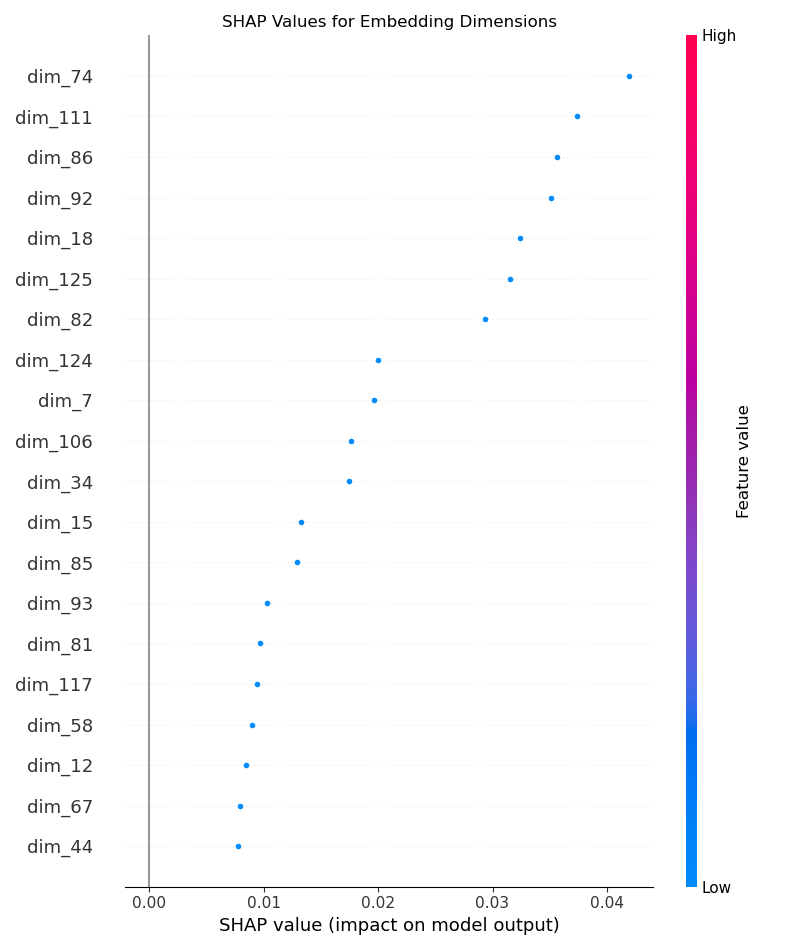 SHAP Values for Embedding Dimensions
High
dim_74
dim_111
dim_86
dim_92
dim_18
dim_125
dim_82
dim_124
dim_7
dim_106
dim_34
dim_15
dim_85
dim_93
dim_81
dim_117
dim_58
dim_12
dim_67
dim_44
Feature value
Low
0.00 0.01 0.02 0.03 0.04
SHAP value (impact on model output)